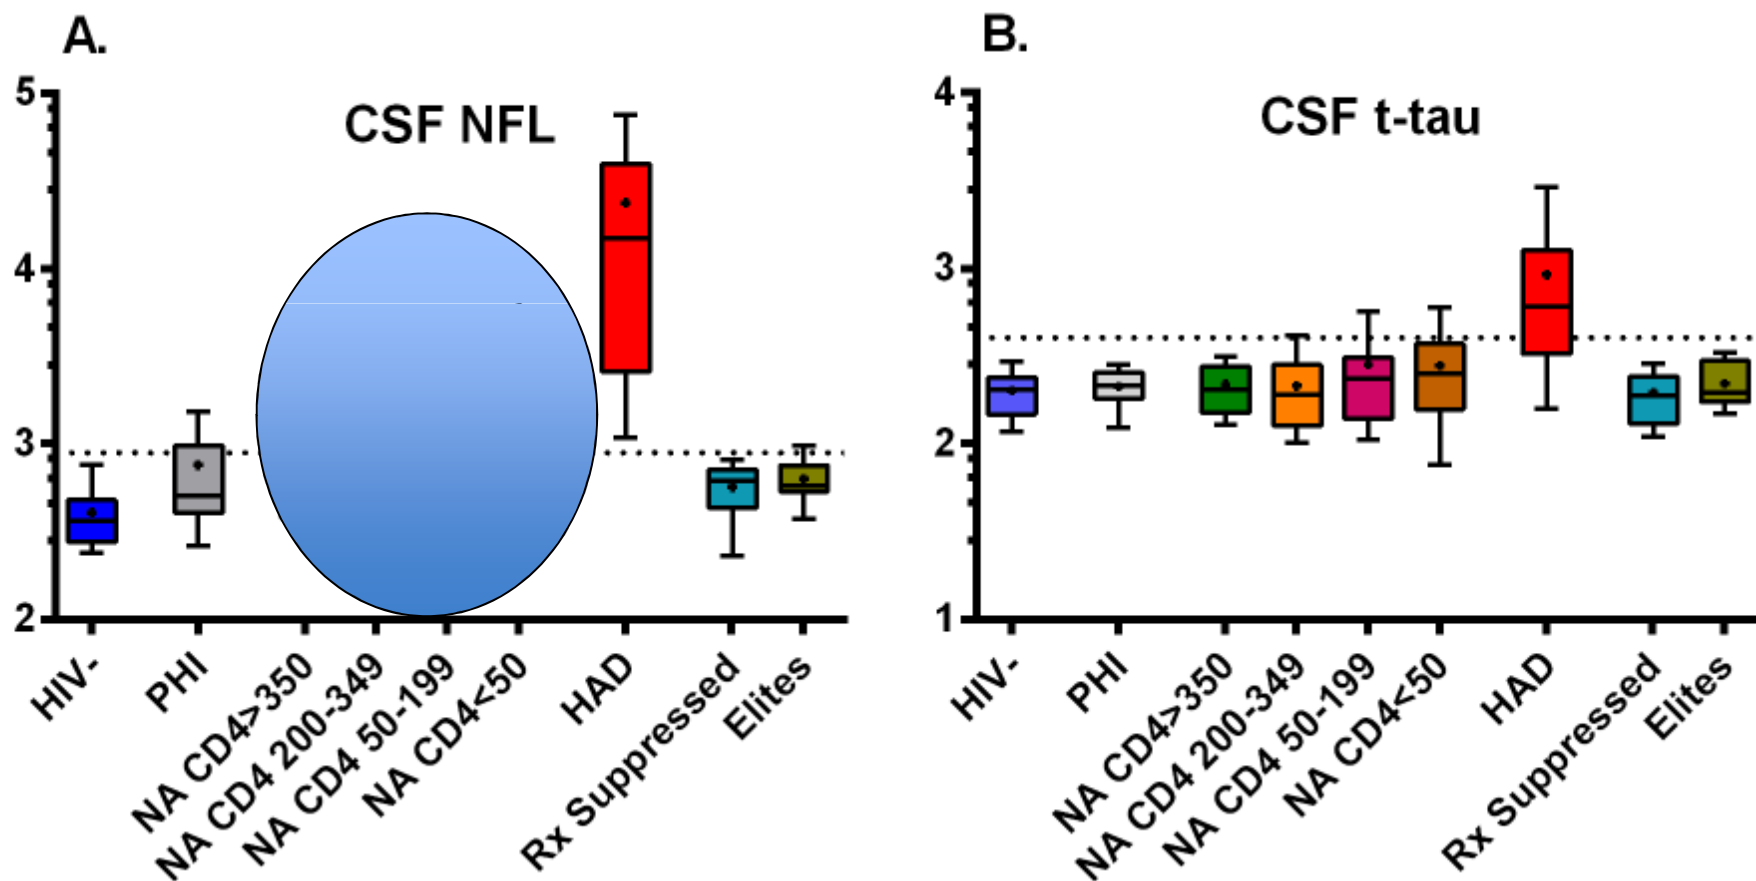 A.
CSF NFL
5
4
3
2
HIV-
PHI
NA CD4>350
NA CD4 200-349
NA CD4 50-199
NA CD4<50
HAD
Rx Suppressed
Elites
B.
CSF t-tau
4
3
2
1
HIV-
PHI
NA CD4>350
NA CD4 200-349
NA CD4 50-199
NA CD4<50
HAD
Rx Suppressed
Elites